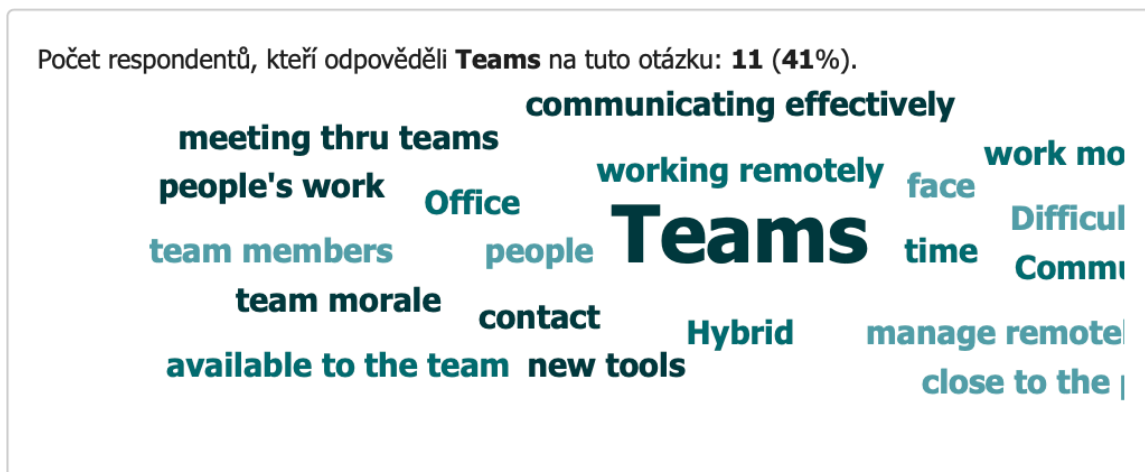 Počet respondentů, kteří odpověděli Teams na tuto otázku: 11 (41%).
communicating effectively
meeting thru teams
work mo
working remotely
people's work
face
Office
Difficul
Teams
team members
people
time
Commu
team morale
contact
Hybrid
manage remotel
available to the team
new tools
close to the